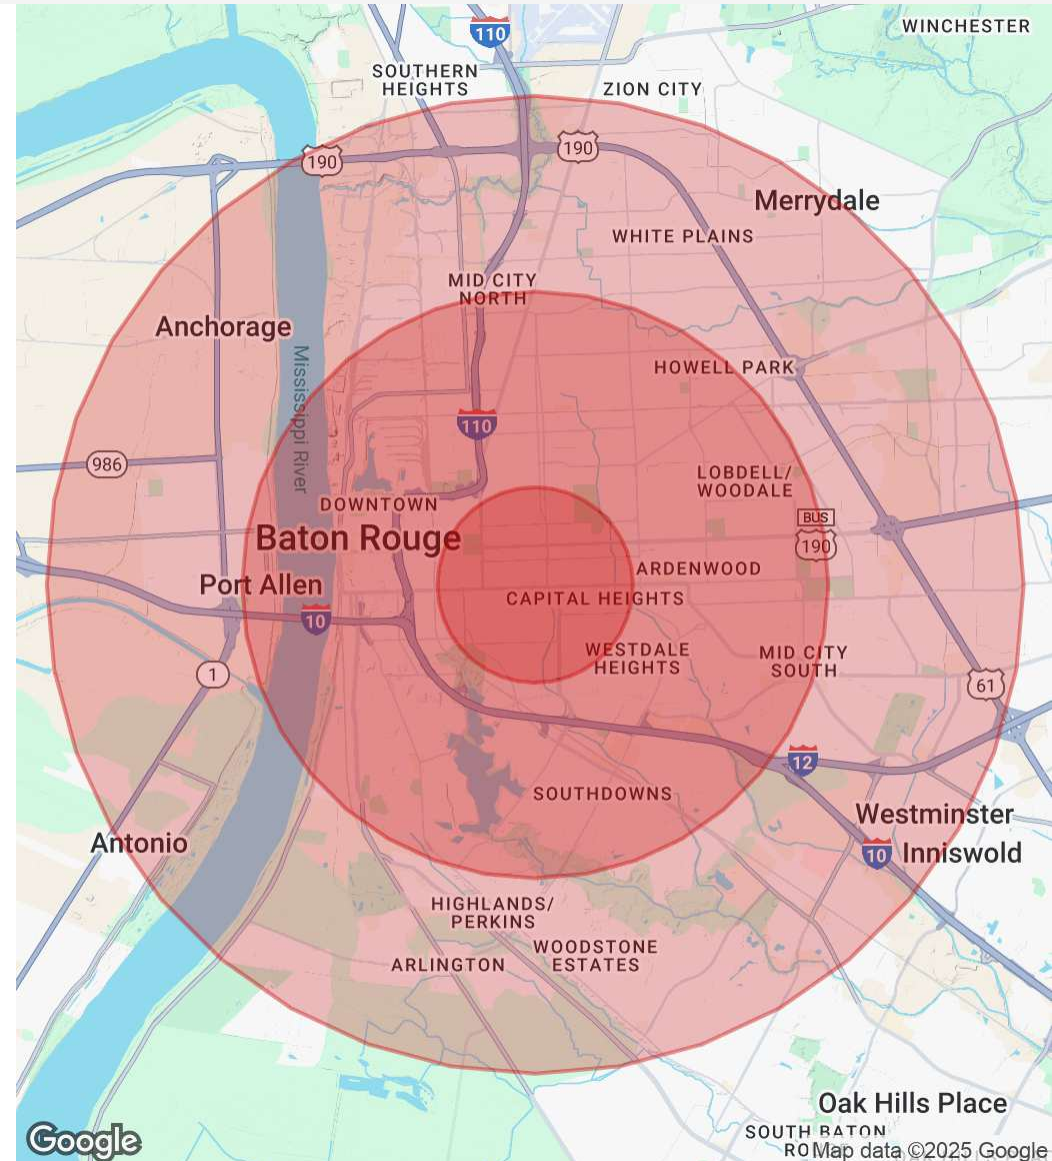 110
WINCHESTER
SOUTHERN
HEIGHTS
ZION CITY
190
190
Merrydale
WHITE PLAINS
MID CITY
NORTH
Anchorage
Mississippi River
HOWELL PARK
110
986
LOBDELL/
WOODALE
DOWNTOWN
BUS
190
Baton Rouge
ARDENWOOD
Port Allen
CAPITAL HEIGHTS
10
WESTDALE
HEIGHTS
MID CITY
SOUTH
1
61
12
SOUTHDOWNS
Westminster
10
Inniswold
Antonio
HIGHLANDS/
PERKINS
WOODSTONE
ESTATES
ARLINGTON
Oak Hills Place
SOUTH BATON
RO
Google
Map data ©2025 Google